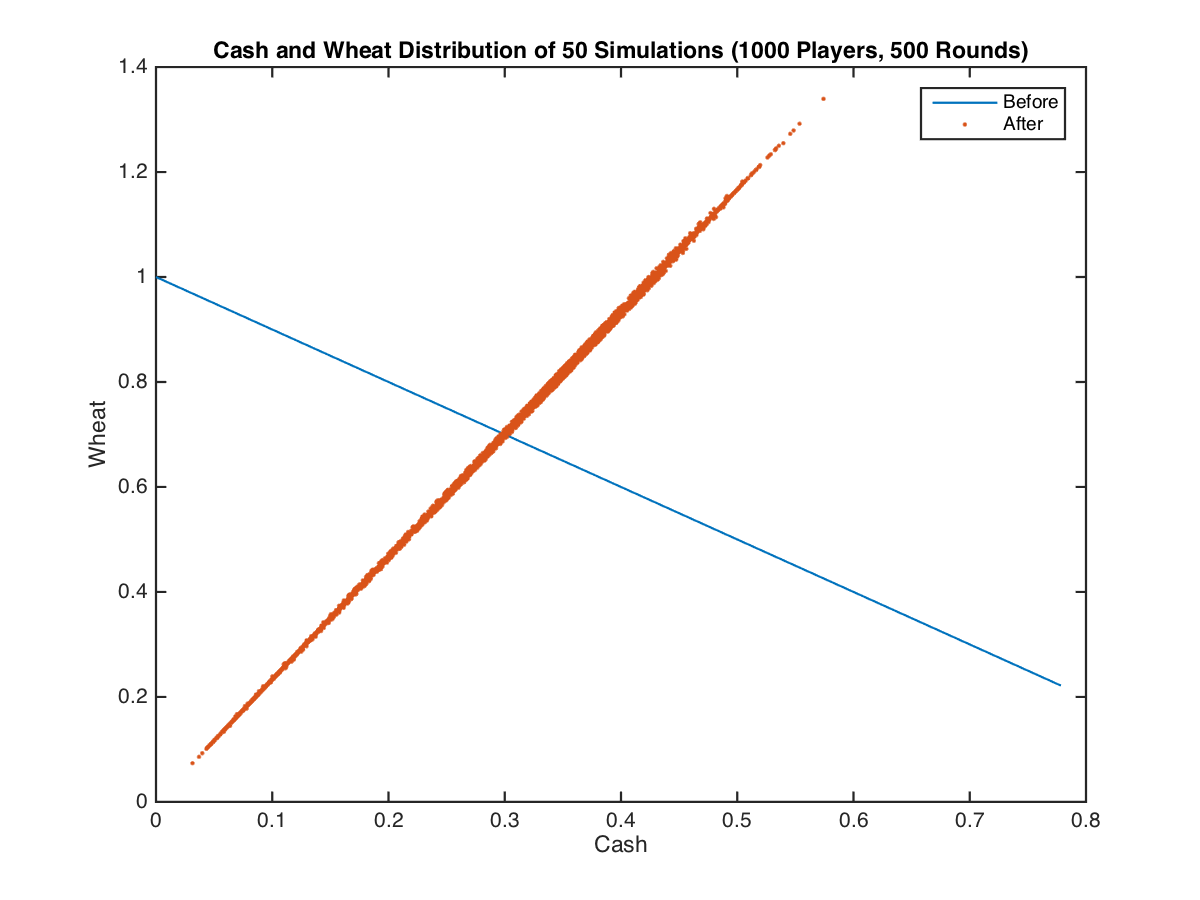 Cash and Wheat Distribution of 50 Simulations (1000 Players, 500 Rounds)
Before
After
1.4
1.2
1
0.8
0.6
0.4
0.2
0
Wheat
0 0.1 0.2 0.3 0.4 0.5 0.6 0.7 0.8
Cash